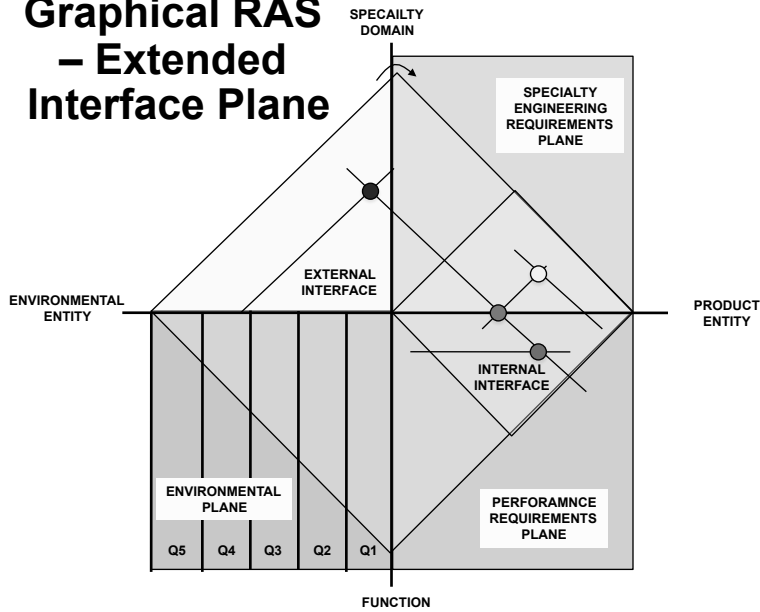 Graphical RAS
– Extended
Interface Plane
SPECAILTY
DOMAIN
SPECIALTY
ENGINEERING
REQUIREMENTS
PLANE
EXTERNAL
INTERFACE
ENVIRONMENTAL
ENTITY
PRODUCT
ENTITY
INTERNAL
INTERFACE
ENVIRONMENTAL
PLANE
PERFORAMNCE
REQUIREMENTS
PLANE
Q5 Q4 Q3 Q2 Q1
FUNCTION